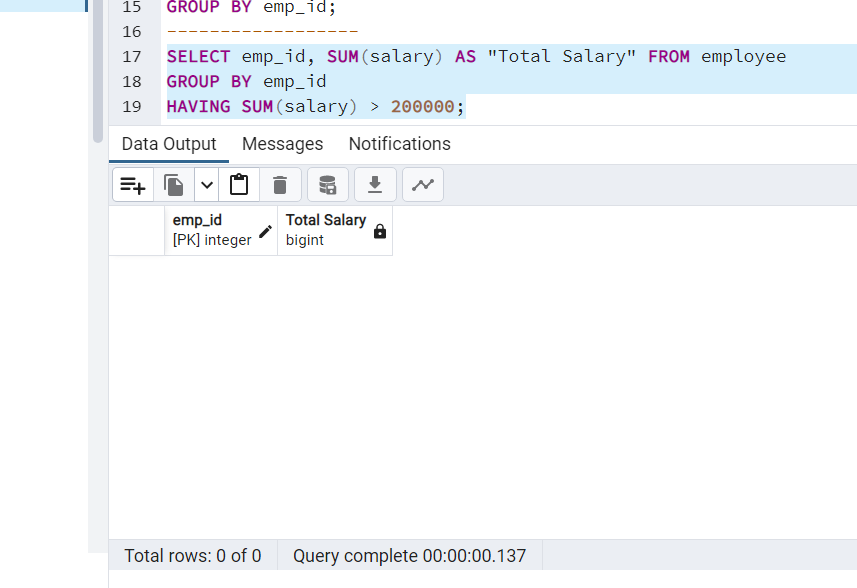 15 GROUP BY emp_id;
16 ------------------
17 SELECT emp_id, SUM(salary) AS "Total Salary" FROM employee
18 GROUP BY emp_id
19 HAVING SUM(salary) > 200000;
Data Output Messages Notifications
emp_id Total Salary
[PK] integer bigint
Total rows: 0 of 0 Query complete 00:00:00.137